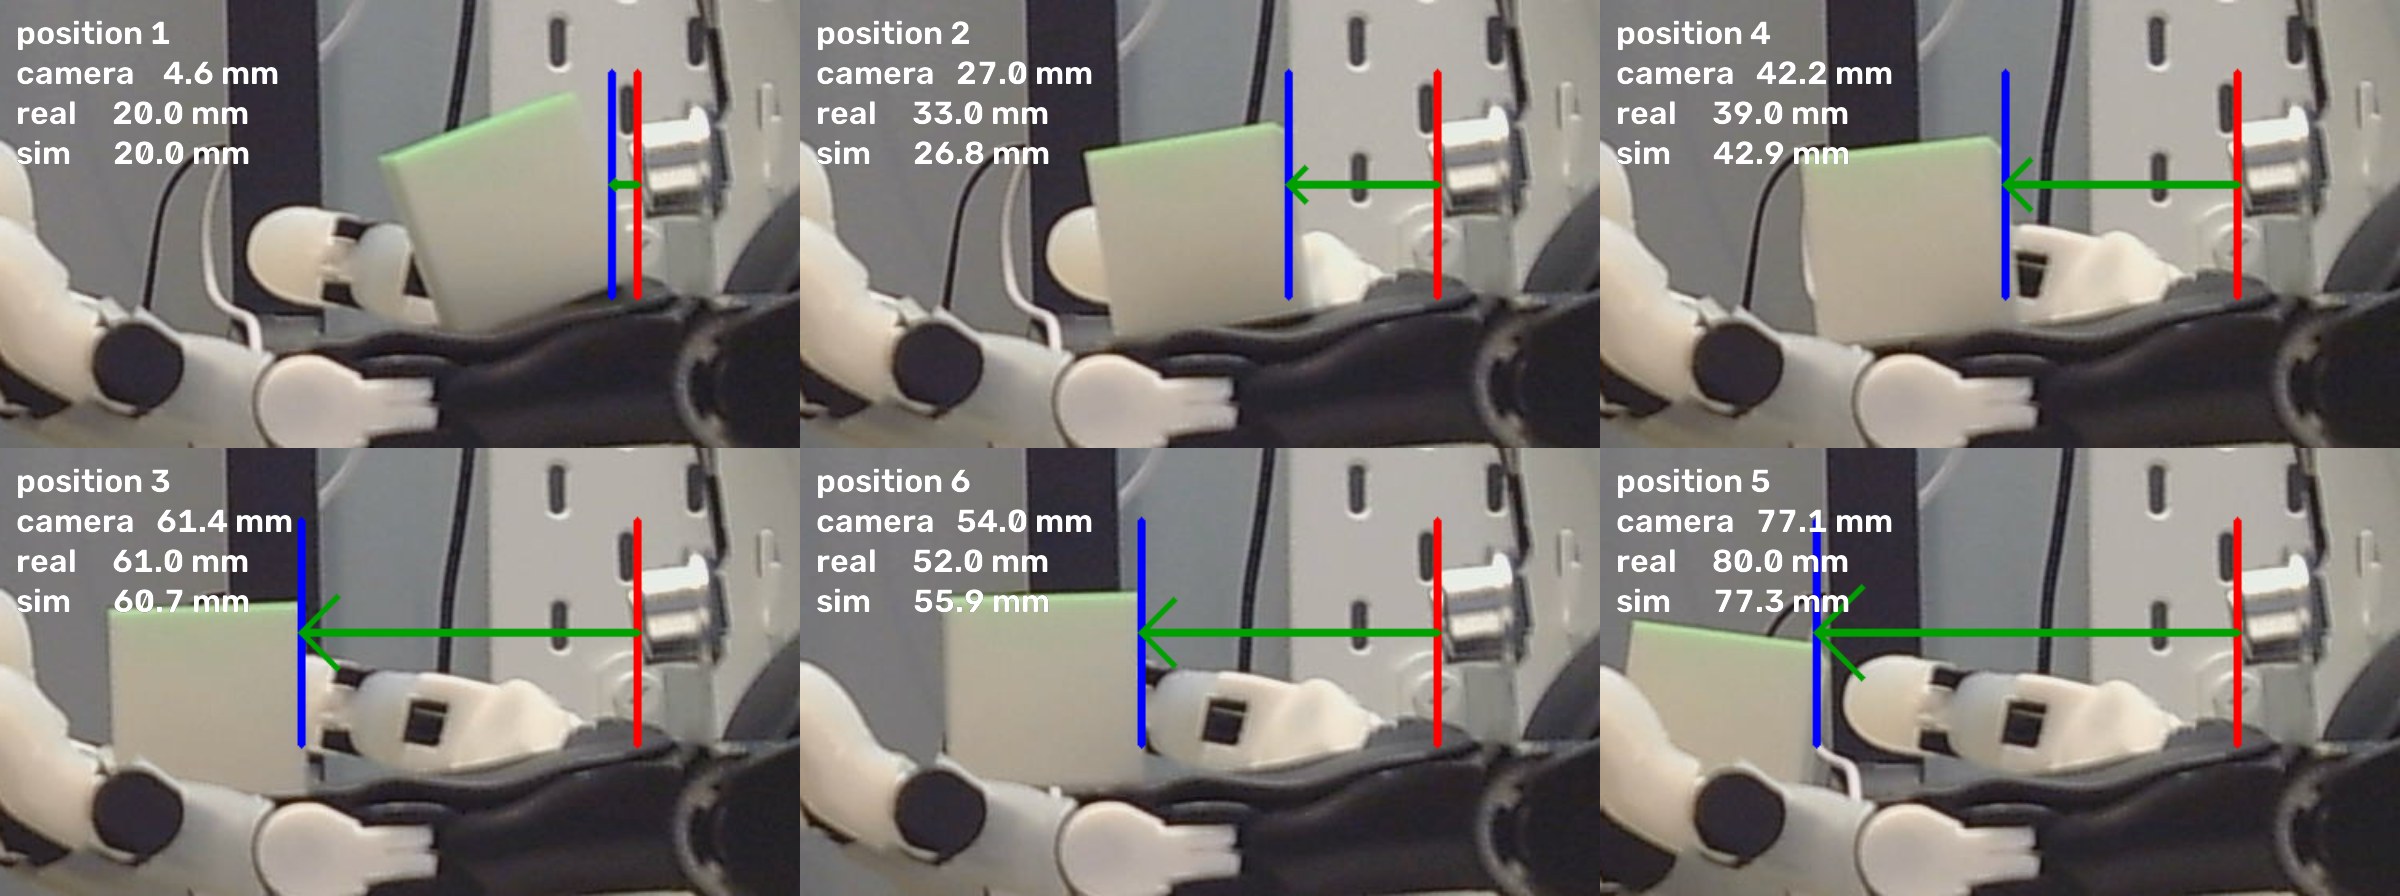 position 1
camera 4.6 mm
real 20.0 mm
sim 20.0 mm
position 2
camera 27.0 mm
real 33.0 mm
sim 26.8 mm
position 4
camera 42.2 mm
real 39.0 mm
sim 42.9 mm
position 3
camera 61.4 mm
real 61.0 mm
sim 60.7 mm
position 6
camera 54.0 mm
real 52.0 mm
sim 55.9 mm
position 5
camera 77.1 mm
real 80.0 mm
sim 77.3 mm